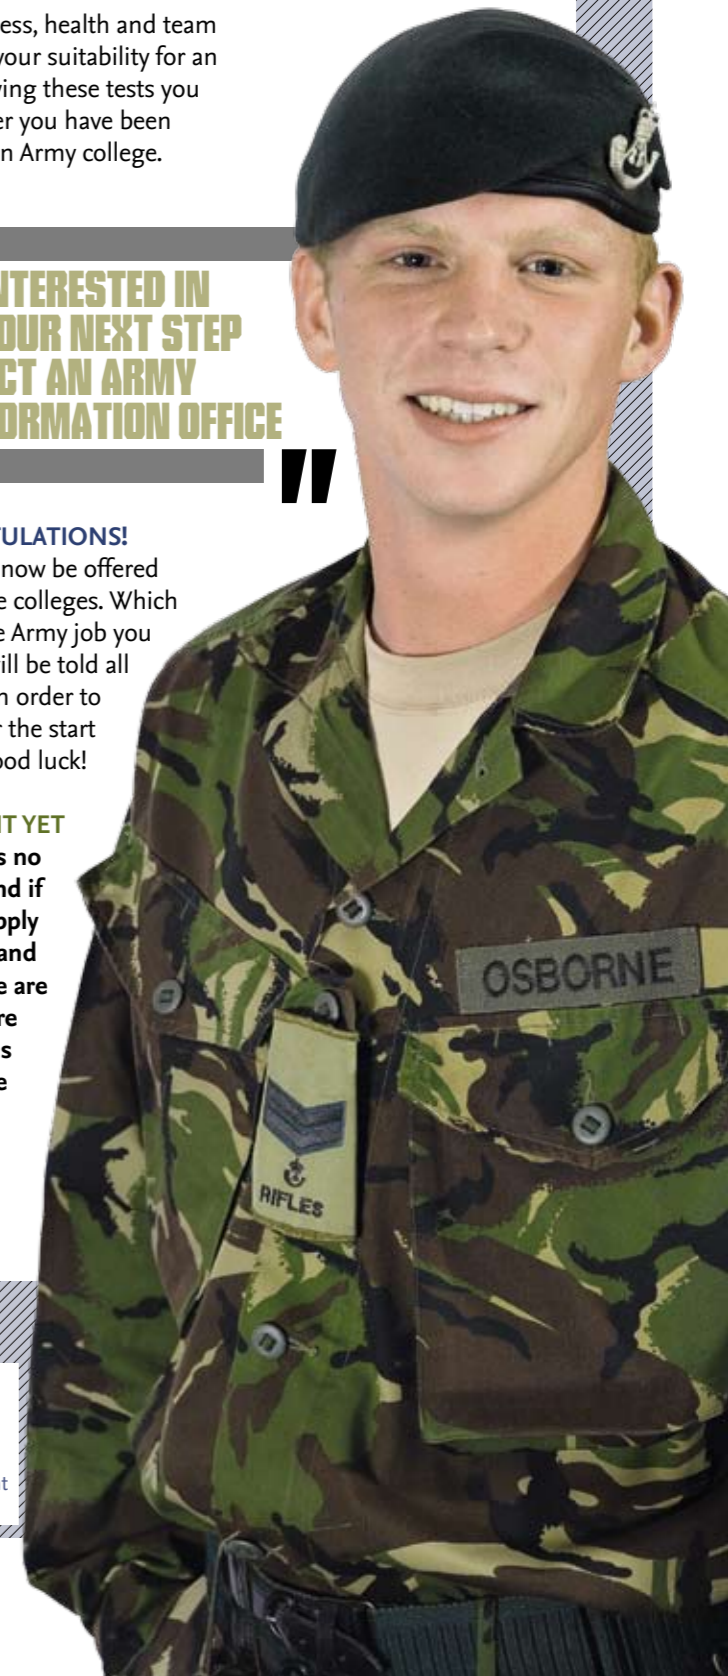 ess, health and team
your suitability for an
ving these tests you
er you have been
n Army college.
NTERESTED IN
OUR NEXT STEP
CT AN ARMY
ORMATION OFFICE
"
TULATIONS!
now be offered
e colleges. Which
e Army job you
ill be told all
n order to
r the start
ood luck!
IT YET
s no
nd if
pply
and
e are
re
s
e
OSBORNE
RIFLES
t